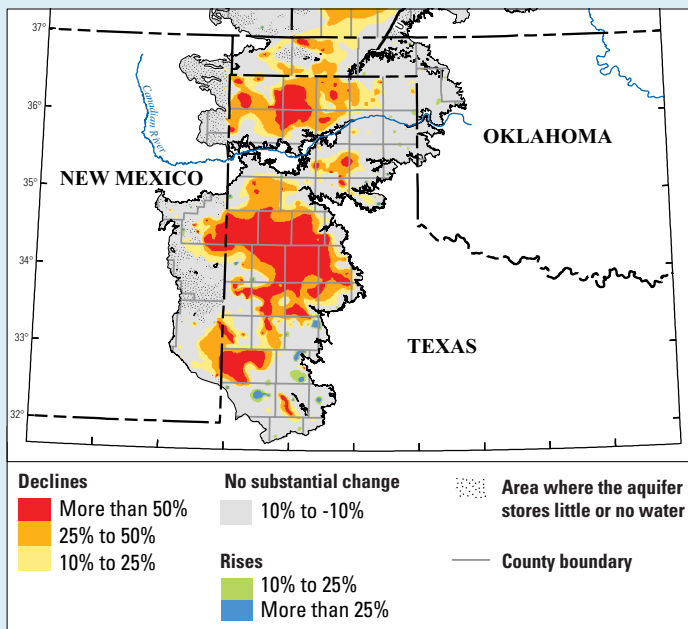 37°
36°
35°
34°
33°
32°
Canadian River
OKLAHOMA
NEW MEXICO
TEXAS
Declines
More than 50%
25% to 50%
10% to 25%
No substantial change
10% to -10%
Rises
10% to 25%
More than 25%
Area where the aquifer
stores little or no water
County boundary